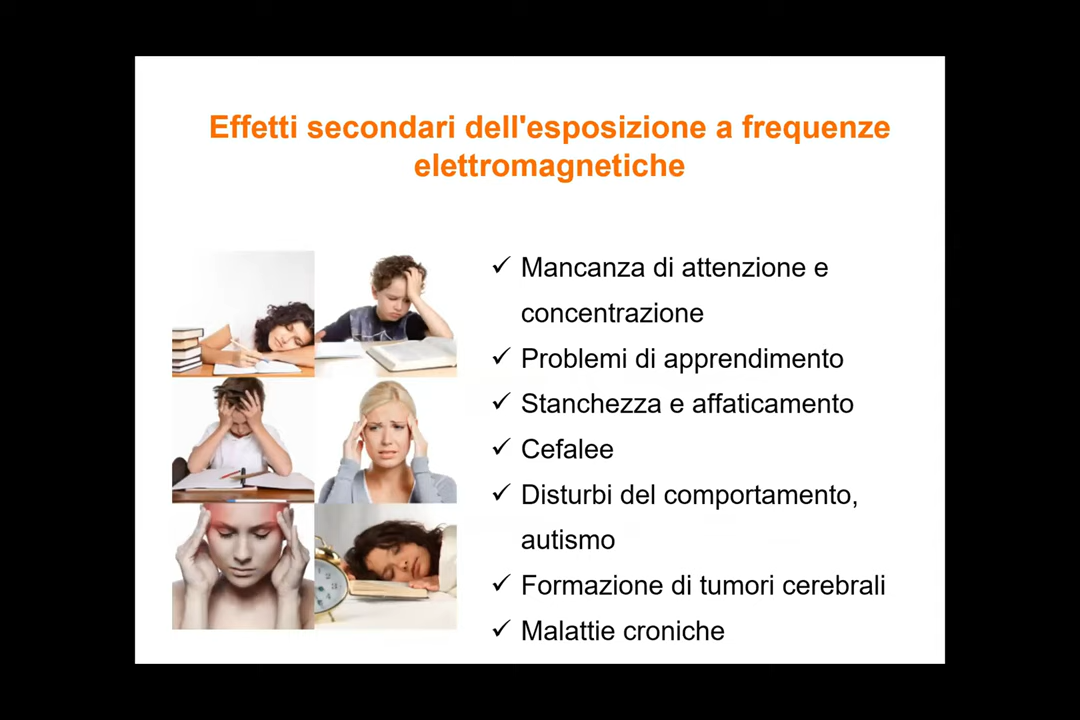 Effetti secondari dell'esposizione a frequenze
elettromagnetiche
✓ Mancanza di attenzione e
concentrazione
✓ Problemi di apprendimento
✓ Stanchezza e affaticamento
✓ Cefalee
✓ Disturbi del comportamento,
autismo
✓ Formazione di tumori cerebrali
✓ Malattie croniche